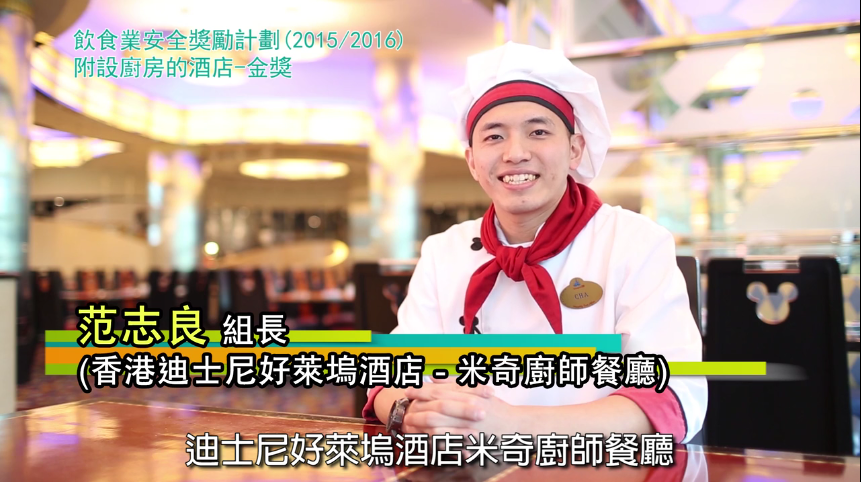 飲食業安全獎勵計劃(2015/2016)
附設廚房的酒店-金獎
范志良 組長
(香港迪士尼好萊塢酒店 - 米奇廚師餐廳)
迪士尼好萊塢酒店米奇廚師餐廳